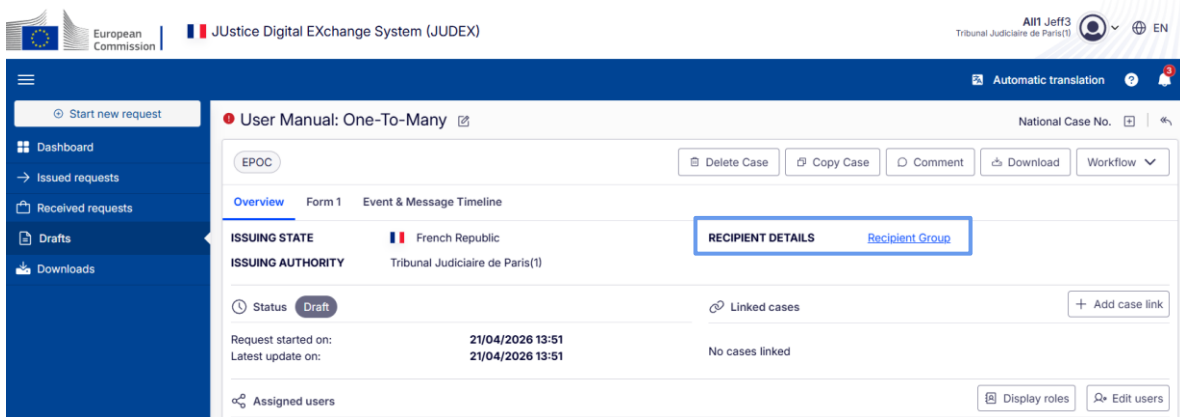 European
Commission
JUstice Digital EXchange System (JUDEX)
All1 Jeff3
Tribunal Judiciaire de Paris(1)
EN
Automatic translation
?
3
Start new request
Dashboard
Issued requests
Received requests
Drafts
Downloads
User Manual: One-To-Many
National Case No.
EPOC
Delete Case
Copy Case
Comment
Download
Workflow
Overview Form 1 Event & Message Timeline
ISSUING STATE French Republic
RECIPIENT DETAILS Recipient Group
ISSUING AUTHORITY Tribunal Judiciaire de Paris(1)
Status Draft
Linked cases
+ Add case link
Request started on: 21/04/2026 13:51
Latest update on: 21/04/2026 13:51
No cases linked
Assigned users
Display roles
Edit users